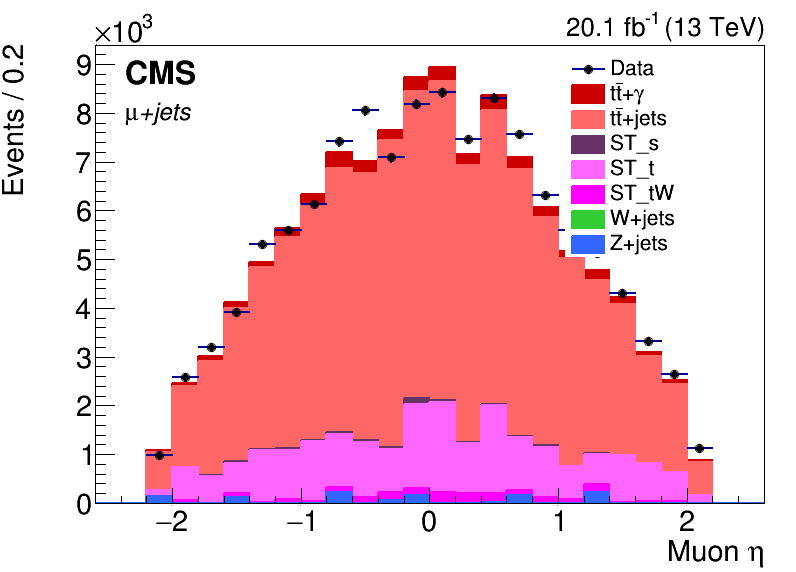 ×10³
20.1 fb⁻¹ (13 TeV)
Events / 0.2
CMS
μ+jets
Data
tt̄+γ
tt̄+jets
ST_s
ST_t
ST_tW
W+jets
Z+jets
9
8
7
6
5
4
3
2
1
0
−2 −1 0 1 2
Muon η